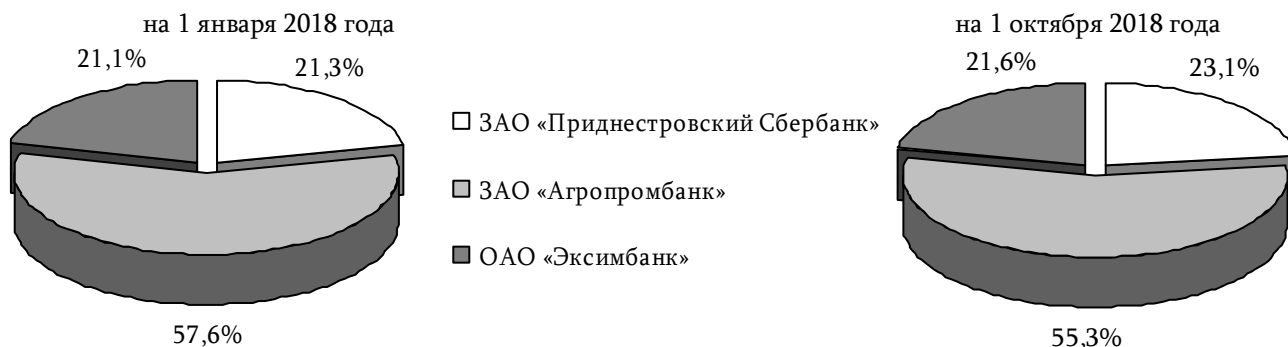 на 1 января 2018 года
21,1%
21,3%
57,6%
ЗАО «Приднестровский Сбербанк»
ЗАО «Агропромбанк»
ОАО «Эксимбанк»
на 1 октября 2018 года
21,6%
23,1%
55,3%